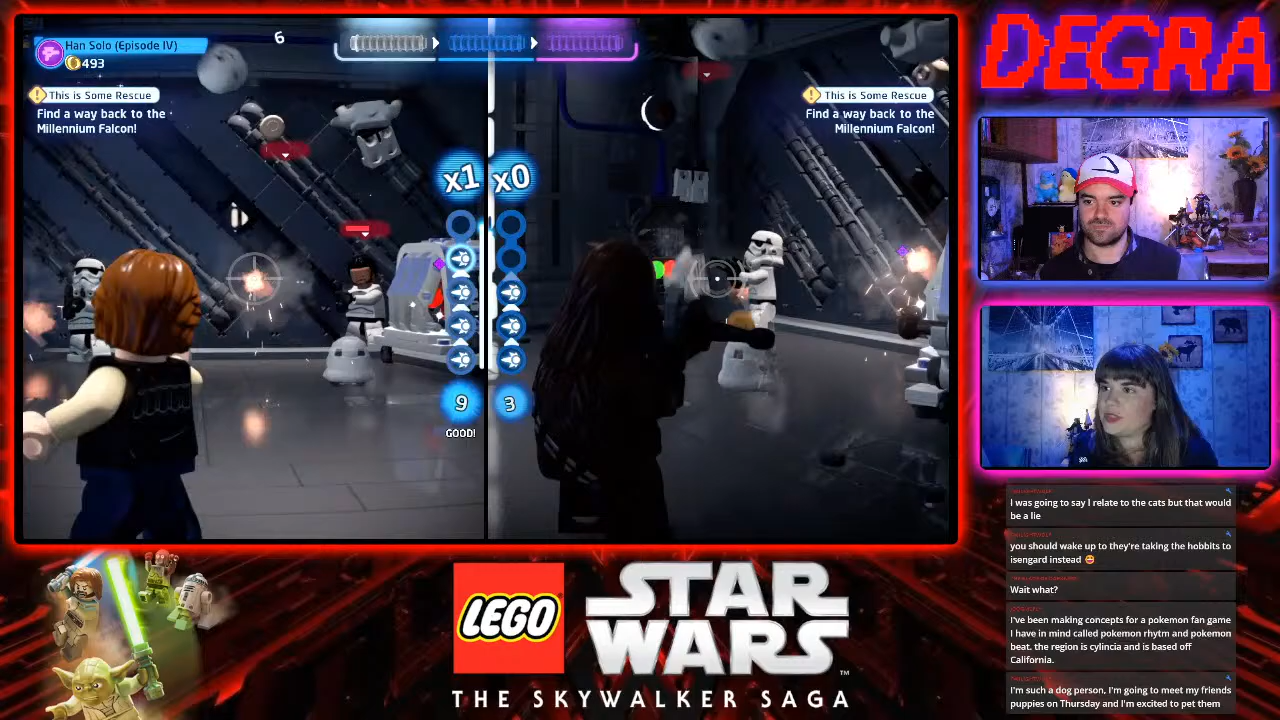 DEGRA
Han Solo (Episode IV)
493
6
This is Some Rescue
Find a way back to the
Millennium Falcon!
This is Some Rescue
Find a way back to the
Millennium Falcon!
x1
x0
9
3
GOOD!
I was going to say I relate to the cats but that would
be a lie
you should wake up to they're taking the hobbits to
isengard instead
Wait what?
I've been making concepts for a pokemon fan game
I have in mind called pokemon rhytm and pokemon
beat. the region is cylincia and is based off
California.
I'm such a dog person, I'm going to meet my friends
puppies on Thursday and I'm excited to pet them
LEGO
STAR
WARS
THE SKYWALKER SAGA